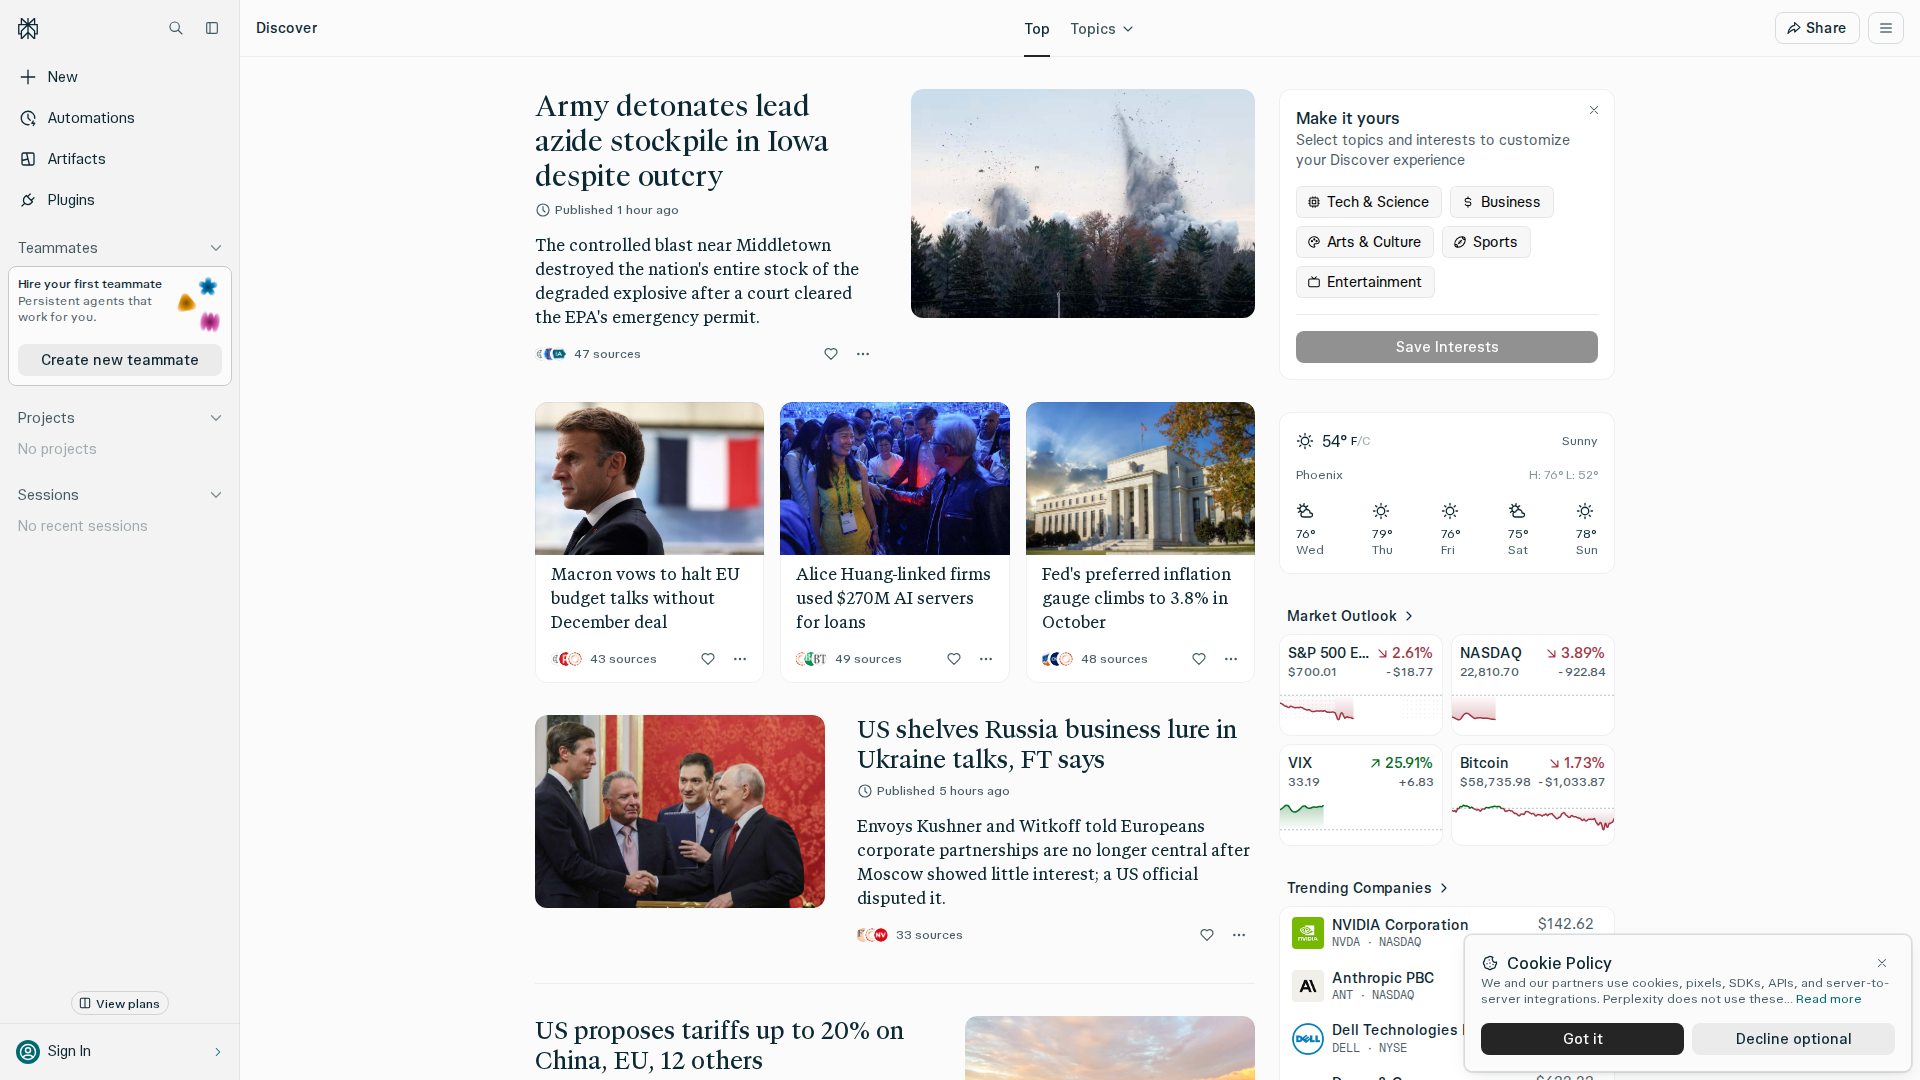 New
Automations
Artifacts
Plugins
Teammates
Hire your first teammate
Persistent agents that
work for you.
Create new teammate
Projects
No projects
Sessions
No recent sessions
View plans
Sign In
Discover
Top
Topics
Share
Army detonates lead
azide stockpile in Iowa
despite outcry
Published 1 hour ago
The controlled blast near Middletown
destroyed the nation's entire stock of the
degraded explosive after a court cleared
the EPA's emergency permit.
47 sources
Macron vows to halt EU
budget talks without
December deal
43 sources
Alice Huang-linked firms
used $270M AI servers
for loans
49 sources
Fed's preferred inflation
gauge climbs to 3.8% in
October
48 sources
US shelves Russia business lure in
Ukraine talks, FT says
Published 5 hours ago
Envoys Kushner and Witkoff told Europeans
corporate partnerships are no longer central after
Moscow showed little interest; a US official
disputed it.
33 sources
US proposes tariffs up to 20% on
China, EU, 12 others
Make it yours
Select topics and interests to customize
your Discover experience
Tech & Science
Business
Arts & Culture
Sports
Entertainment
Save Interests
54° F/C
Sunny
Phoenix
H: 76° L: 52°
76° 79° 76° 75° 78°
Wed Thu Fri Sat Sun
Market Outlook
S&P 500 E... 2.61%
$700.01 -$18.77
NASDAQ 3.89%
22,810.70 -922.84
VIX 25.91%
33.19 +6.83
Bitcoin 1.73%
$58,735.98 -$1,033.87
Trending Companies
NVIDIA Corporation $142.62
NVDA · NASDAQ
Anthropic PBC
ANT · NASDAQ
Dell Technologies
DELL · NYSE
Cookie Policy
We and our partners use cookies, pixels, SDKs, APIs, and server-to-
server integrations. Perplexity does not use these... Read more
Got it
Decline optional